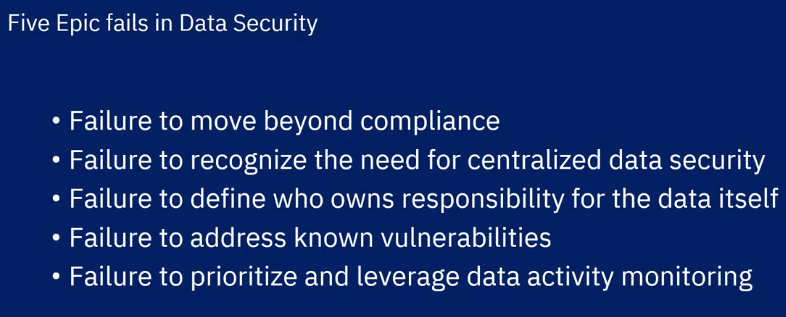 Five Epic fails in Data Security
• Failure to move beyond compliance
• Failure to recognize the need for centralized data security
• Failure to define who owns responsibility for the data itself
• Failure to address known vulnerabilities
• Failure to prioritize and leverage data activity monitoring